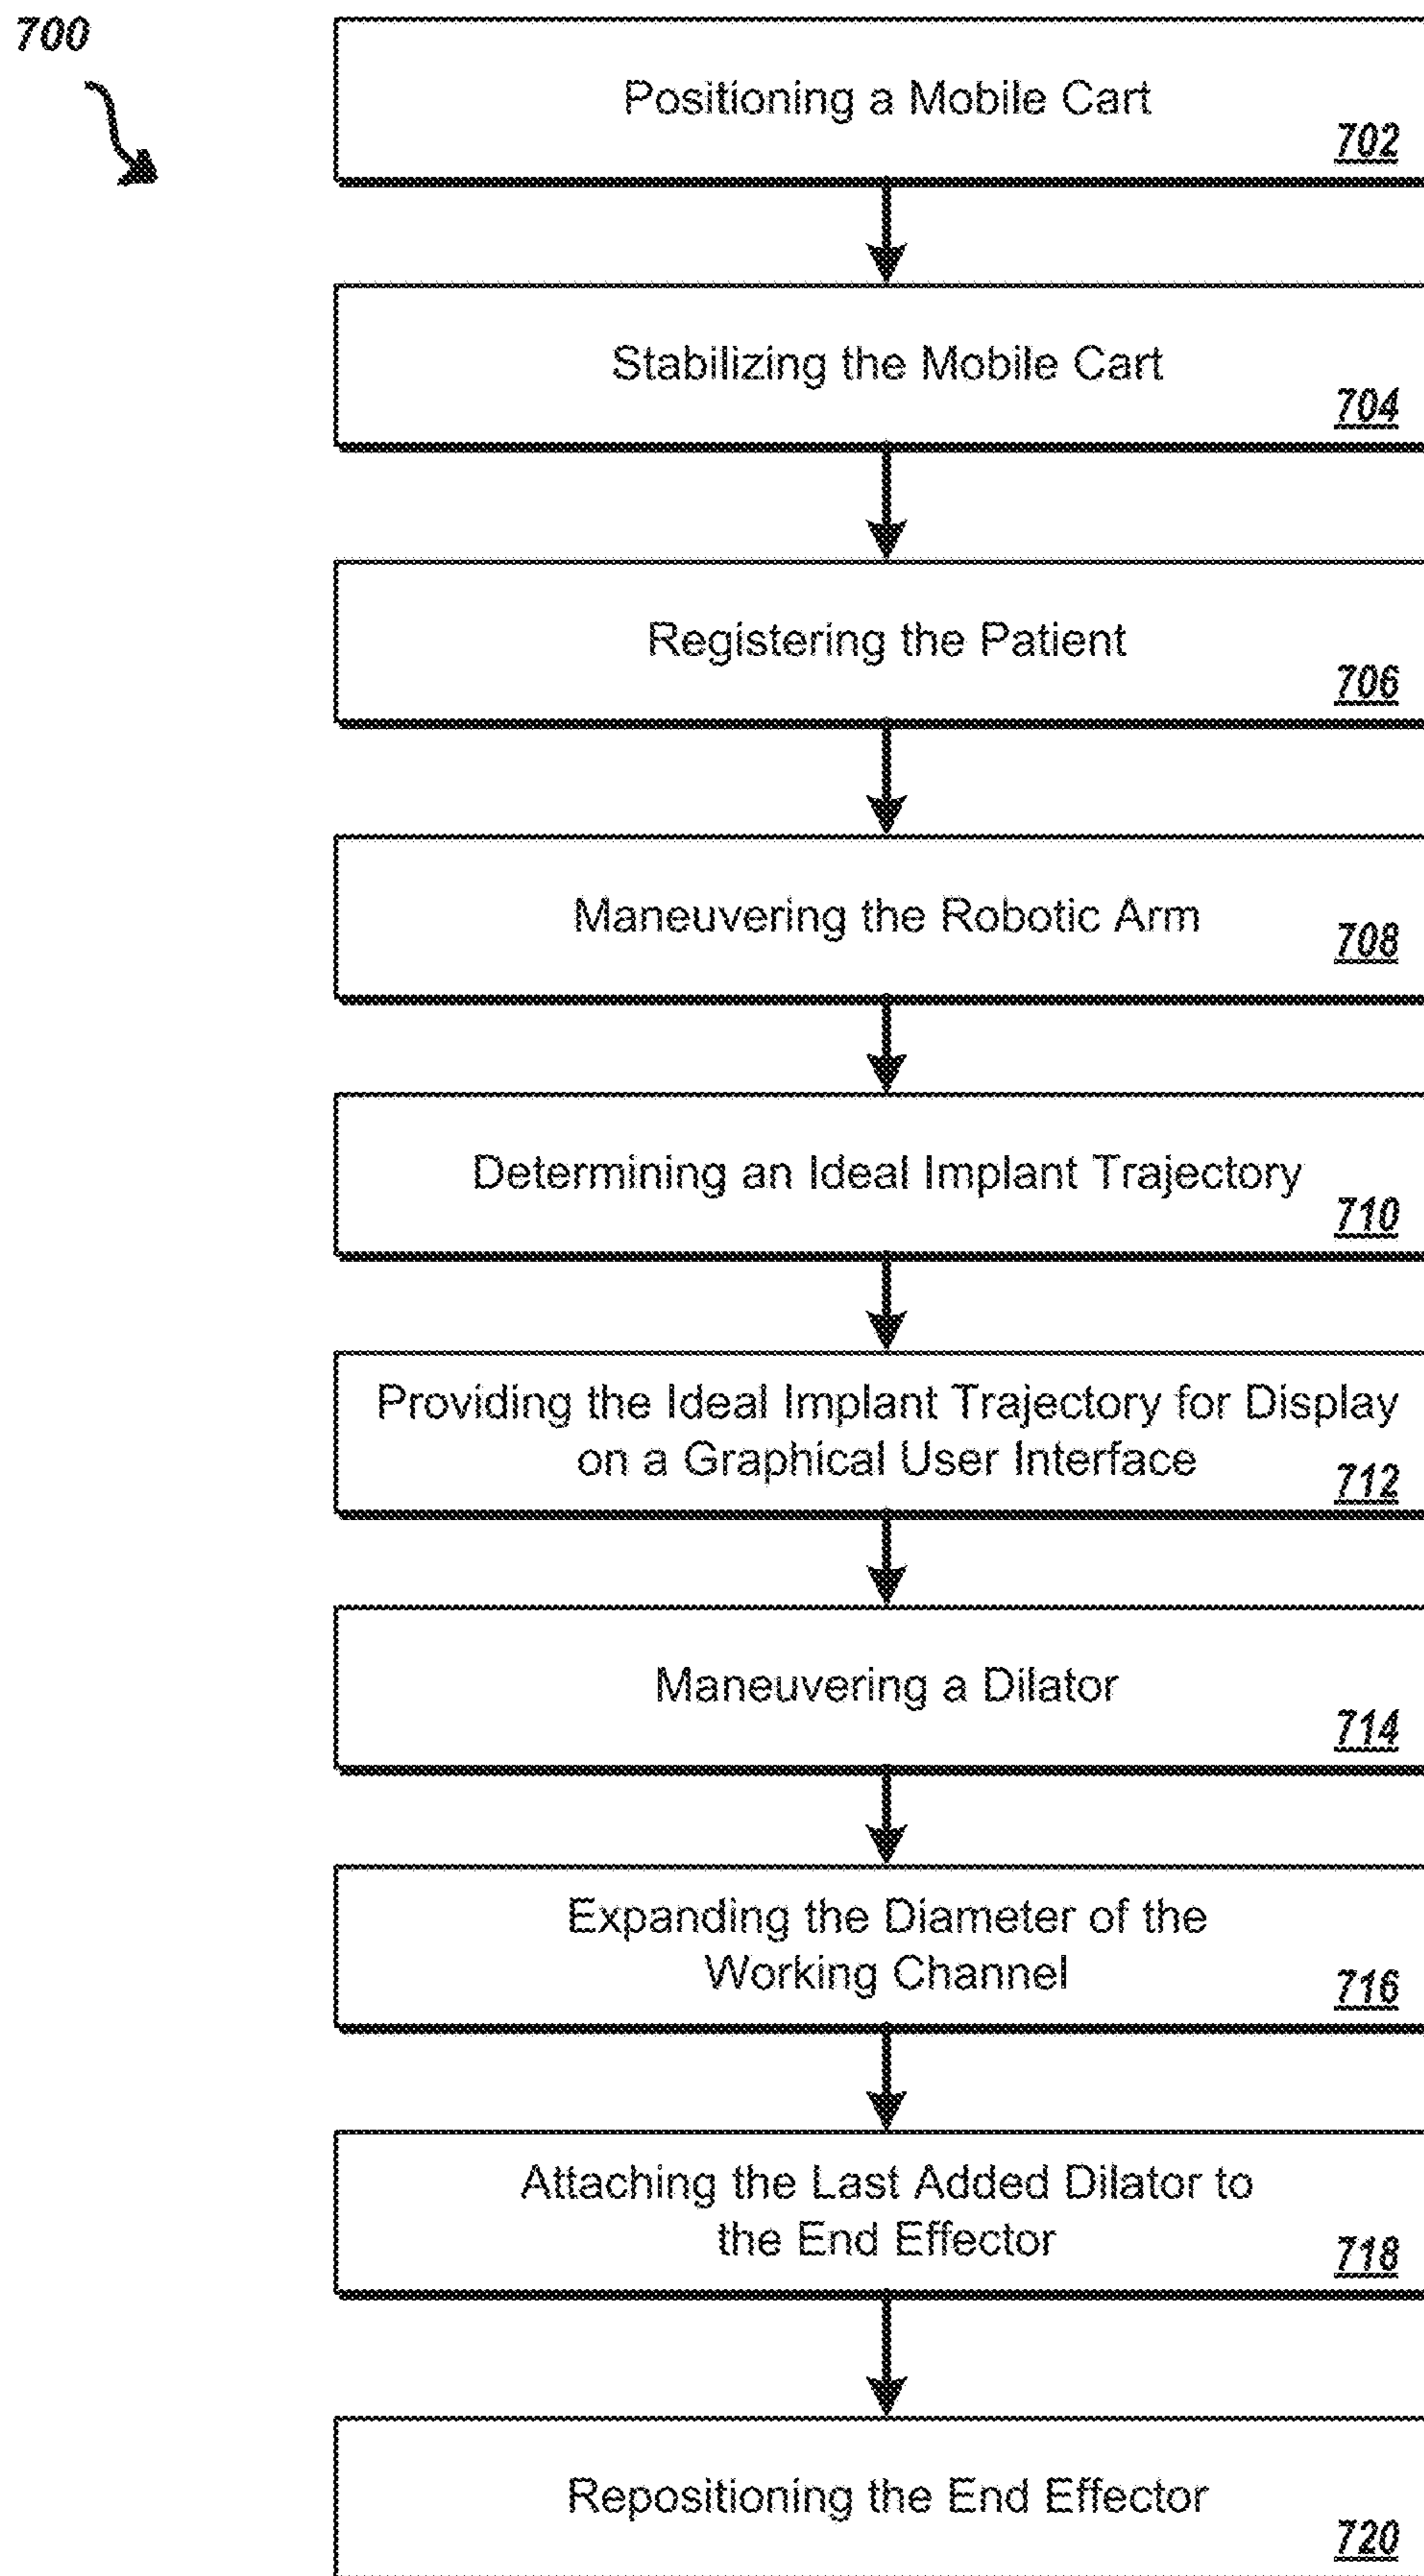 700
Positioning a Mobile Cart
702
Stabilizing the Mobile Cart
704
Registering the Patient
706
Maneuvering the Robotic Arm
708
Determining an Ideal Implant Trajectory
710
Providing the Ideal Implant Trajectory for Display
on a Graphical User Interface
712
Maneuvering a Dilator
714
Expanding the Diameter of the
Working Channel
716
Attaching the Last Added Dilator to
the End Effector
718
Repositioning the End Effector
720